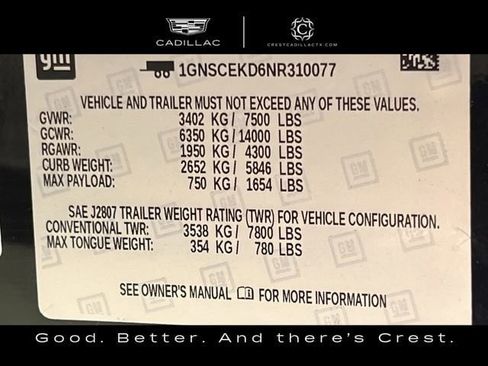 CADILLAC
CRESTCADILLACTX.COM
GM
1GNSCEKD6NR310077
VEHICLE AND TRAILER MUST NOT EXCEED ANY OF THESE VALUES.
GVWR: 3402 KG/ 7500 LBS
GCWR: 6350 KG/ 14000 LBS
RGAWR: 1950 KG/ 4300 LBS
CURB WEIGHT: 2652 KG/ 5846 LBS
MAX PAYLOAD: 750 KG/ 1654 LBS
SAE J2807 TRAILER WEIGHT RATING (TWR) FOR VEHICLE CONFIGURATION.
CONVENTIONAL TWR: 3538 KG/ 7800 LBS
MAX TONGUE WEIGHT: 354 KG/ 780 LBS
SEE OWNER'S MANUAL FOR MORE INFORMATION
Good. Better. And there's Crest.